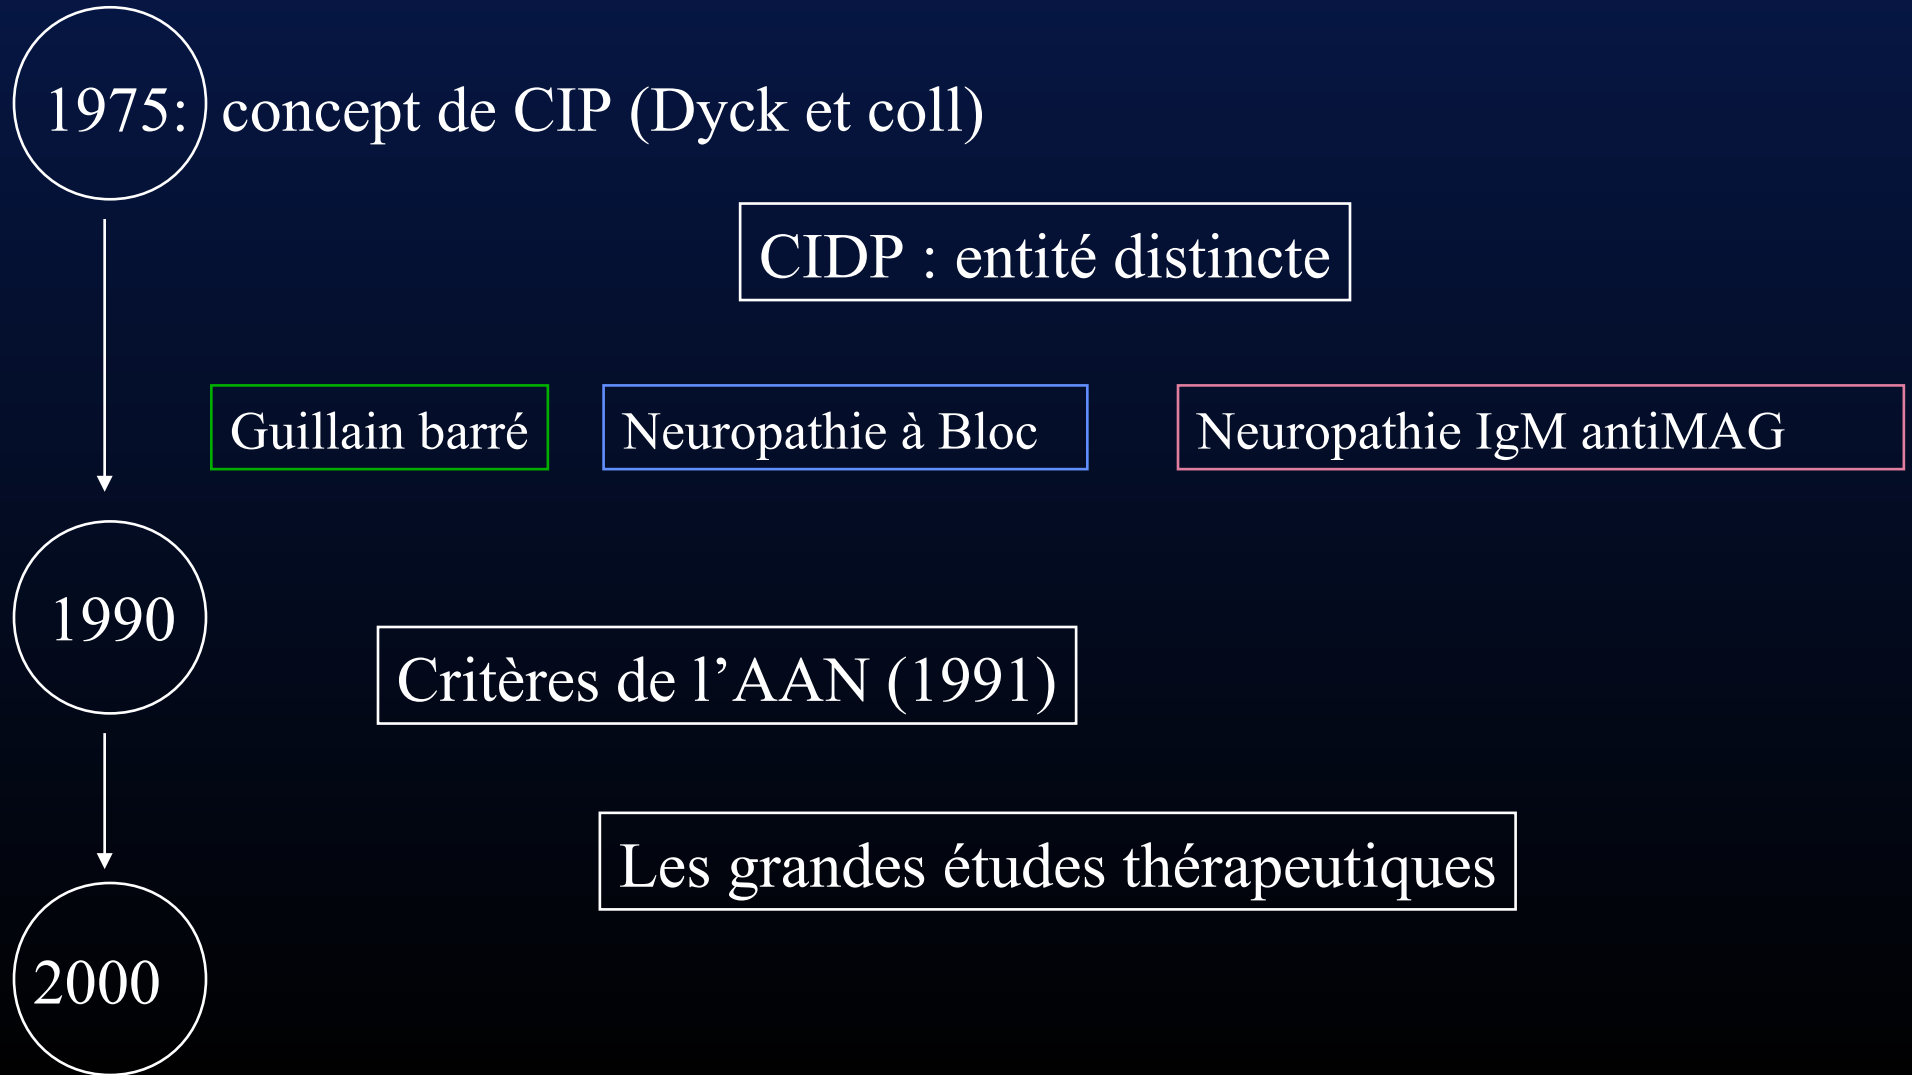 1975: concept de CIP (Dyck et coll)
CIDP : entité distincte
Guillain barré
Neuropathie à Bloc
Neuropathie IgM antiMAG
1990
Critères de l’AAN (1991)
Les grandes études thérapeutiques
2000